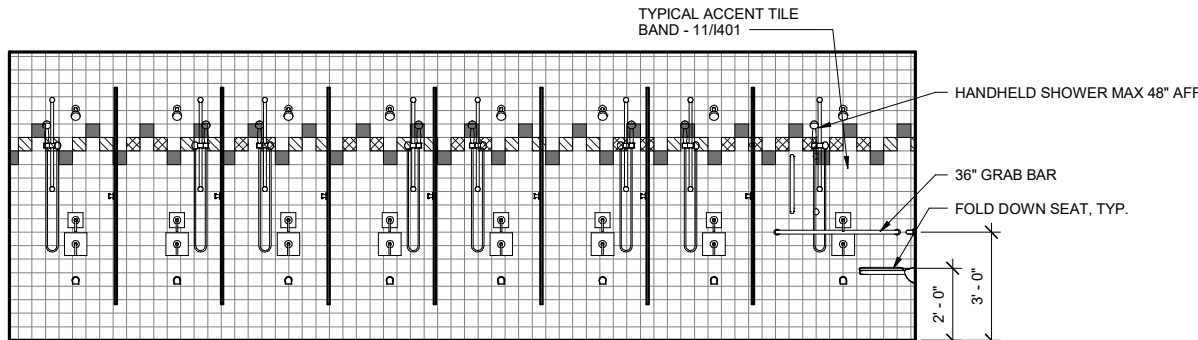 TYPICAL ACCENT TILE
BAND - 11/I401
HANDHELD SHOWER MAX 48" AFF
36" GRAB BAR
FOLD DOWN SEAT, TYP.
2' - 0"
3' - 0"